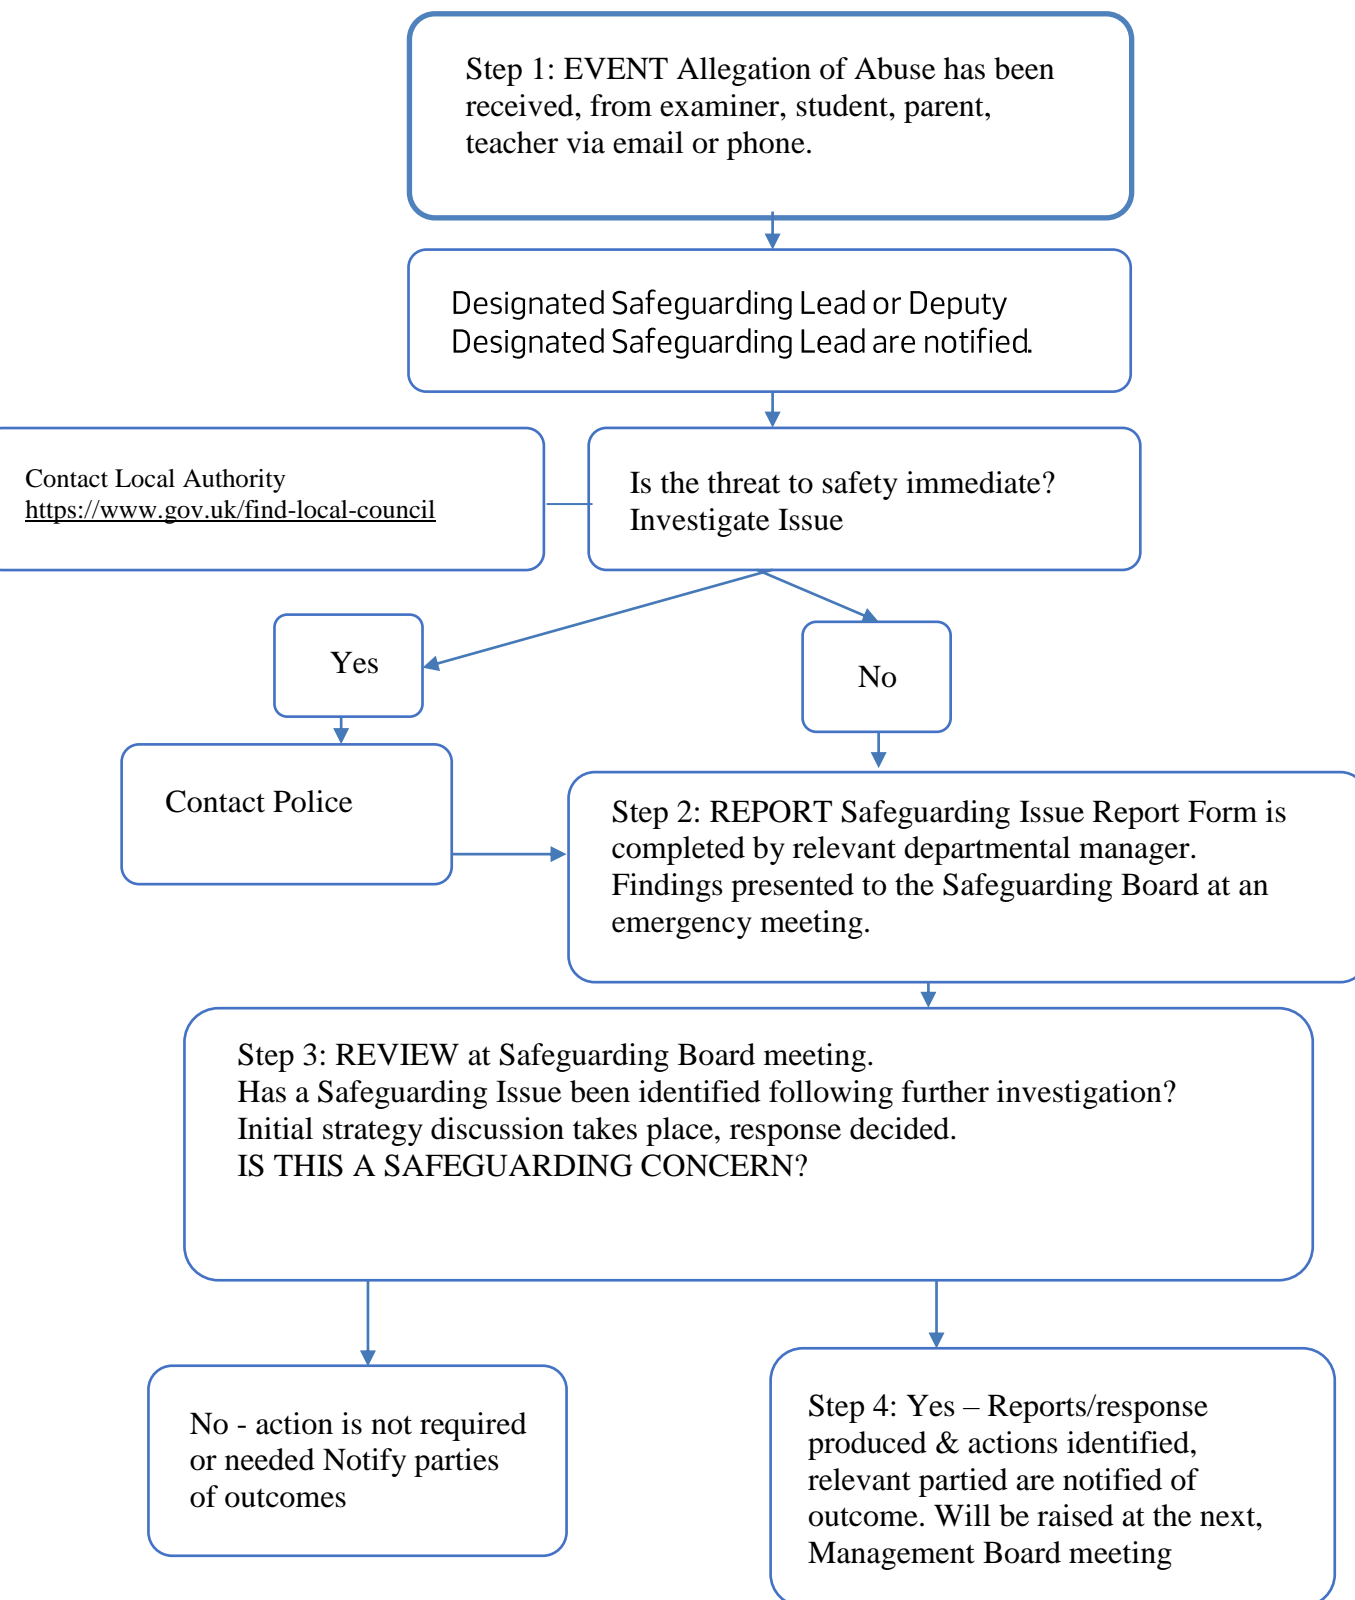 Step 1: EVENT Allegation of Abuse has been
received, from examiner, student, parent,
teacher via email or phone.
Designated Safeguarding Lead or Deputy
Designated Safeguarding Lead are notified.
Contact Local Authority
https://www.gov.uk/find-local-council
Is the threat to safety immediate?
Investigate Issue
Yes
No
Contact Police
Step 2: REPORT Safeguarding Issue Report Form is
completed by relevant departmental manager.
Findings presented to the Safeguarding Board at an
emergency meeting.
Step 3: REVIEW at Safeguarding Board meeting.
Has a Safeguarding Issue been identified following further investigation?
Initial strategy discussion takes place, response decided.
IS THIS A SAFEGUARDING CONCERN?
No - action is not required
or needed Notify parties
of outcomes
Step 4: Yes – Reports/response
produced & actions identified,
relevant partied are notified of
outcome. Will be raised at the next,
Management Board meeting